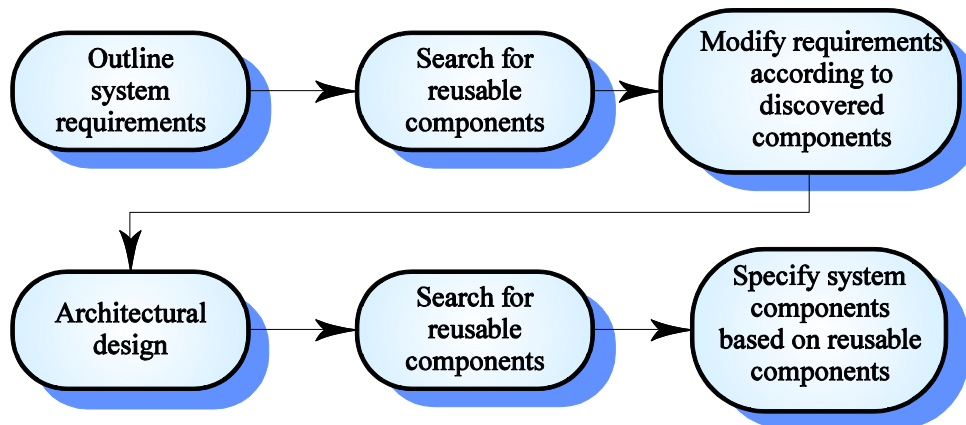 Outline
system
requirements
Search for
reusable
components
Modify requirements
according to
discovered
components
Architectural
design
Search for
reusable
components
Specify system
components
based on reusable
components